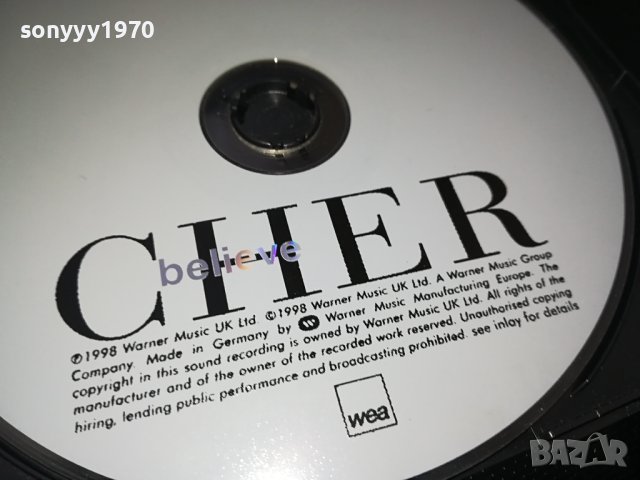 sonyyy1970
CHER
believe
℗1998 Warner Music UK Ltd. ©1998 Warner Music UK Ltd. A Warner Music Group
Company. Made in Germany by Warner Music Manufacturing Europe. The
copyright in this sound recording is owned by Warner Music UK Ltd. All rights of the
manufacturer and of the owner of the recorded work reserved. Unauthorised copying
hiring, lending public performance and broadcasting prohibited. see inlay for details
wea
BAZAR